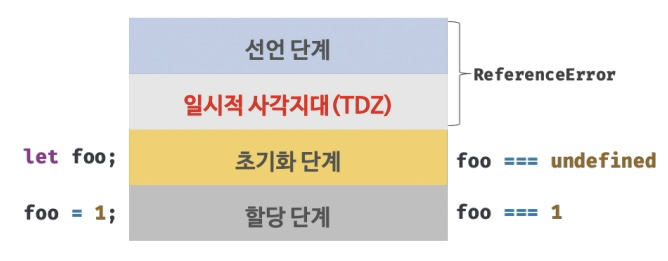 선언 단계
일시적 사각지대(TDZ)
ReferenceError
let foo;
초기화 단계
foo === undefined
foo = 1;
할당 단계
foo === 1